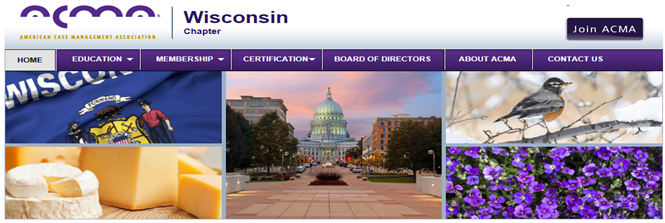 acma
AMERICAN CASE MANAGEMENT ASSOCIATION
Wisconsin
Chapter
Join ACMA
HOME
EDUCATION
MEMBERSHIP
CERTIFICATION
BOARD OF DIRECTORS
ABOUT ACMA
CONTACT US
WISCONSIN
FORWARD